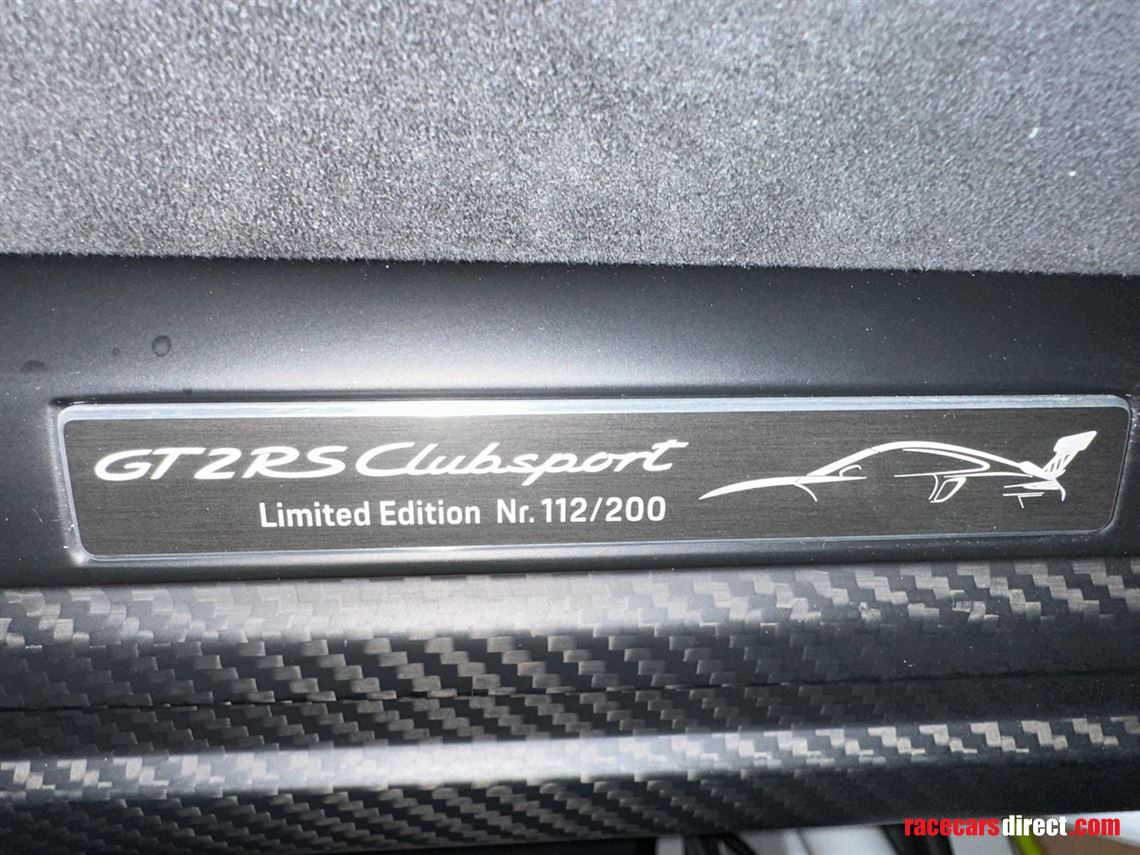 GT2RS Clubsport
Limited Edition Nr. 112/200
racecarsdirect.com